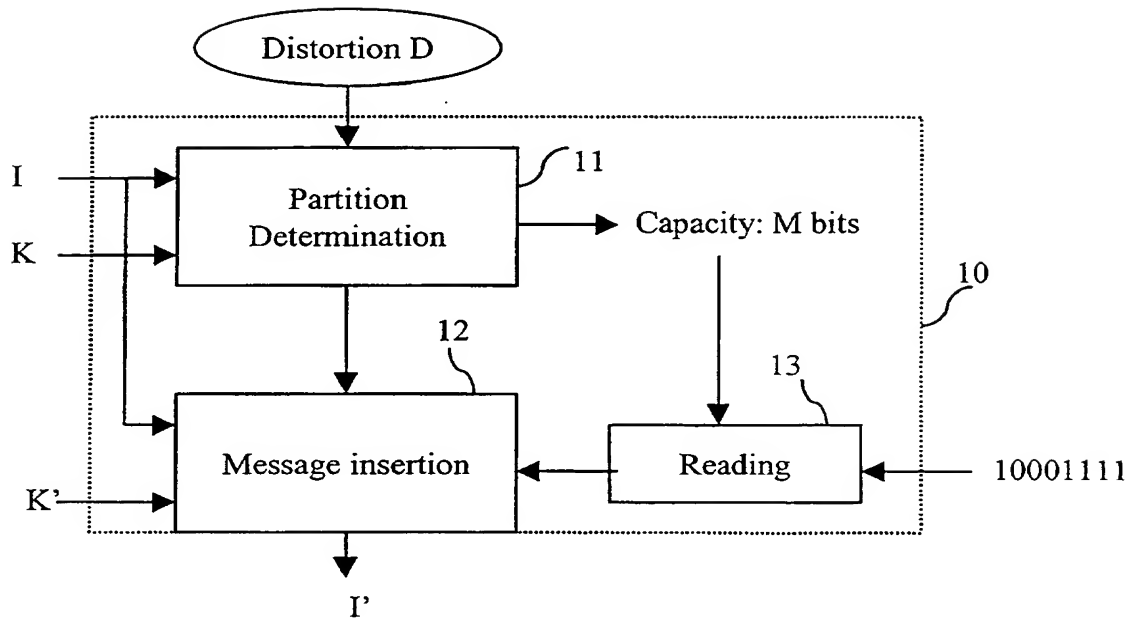 Distortion D
11
I
Partition
Determination
Capacity: M bits
K
10
12
13
Message insertion
Reading
10001111
K'
I'